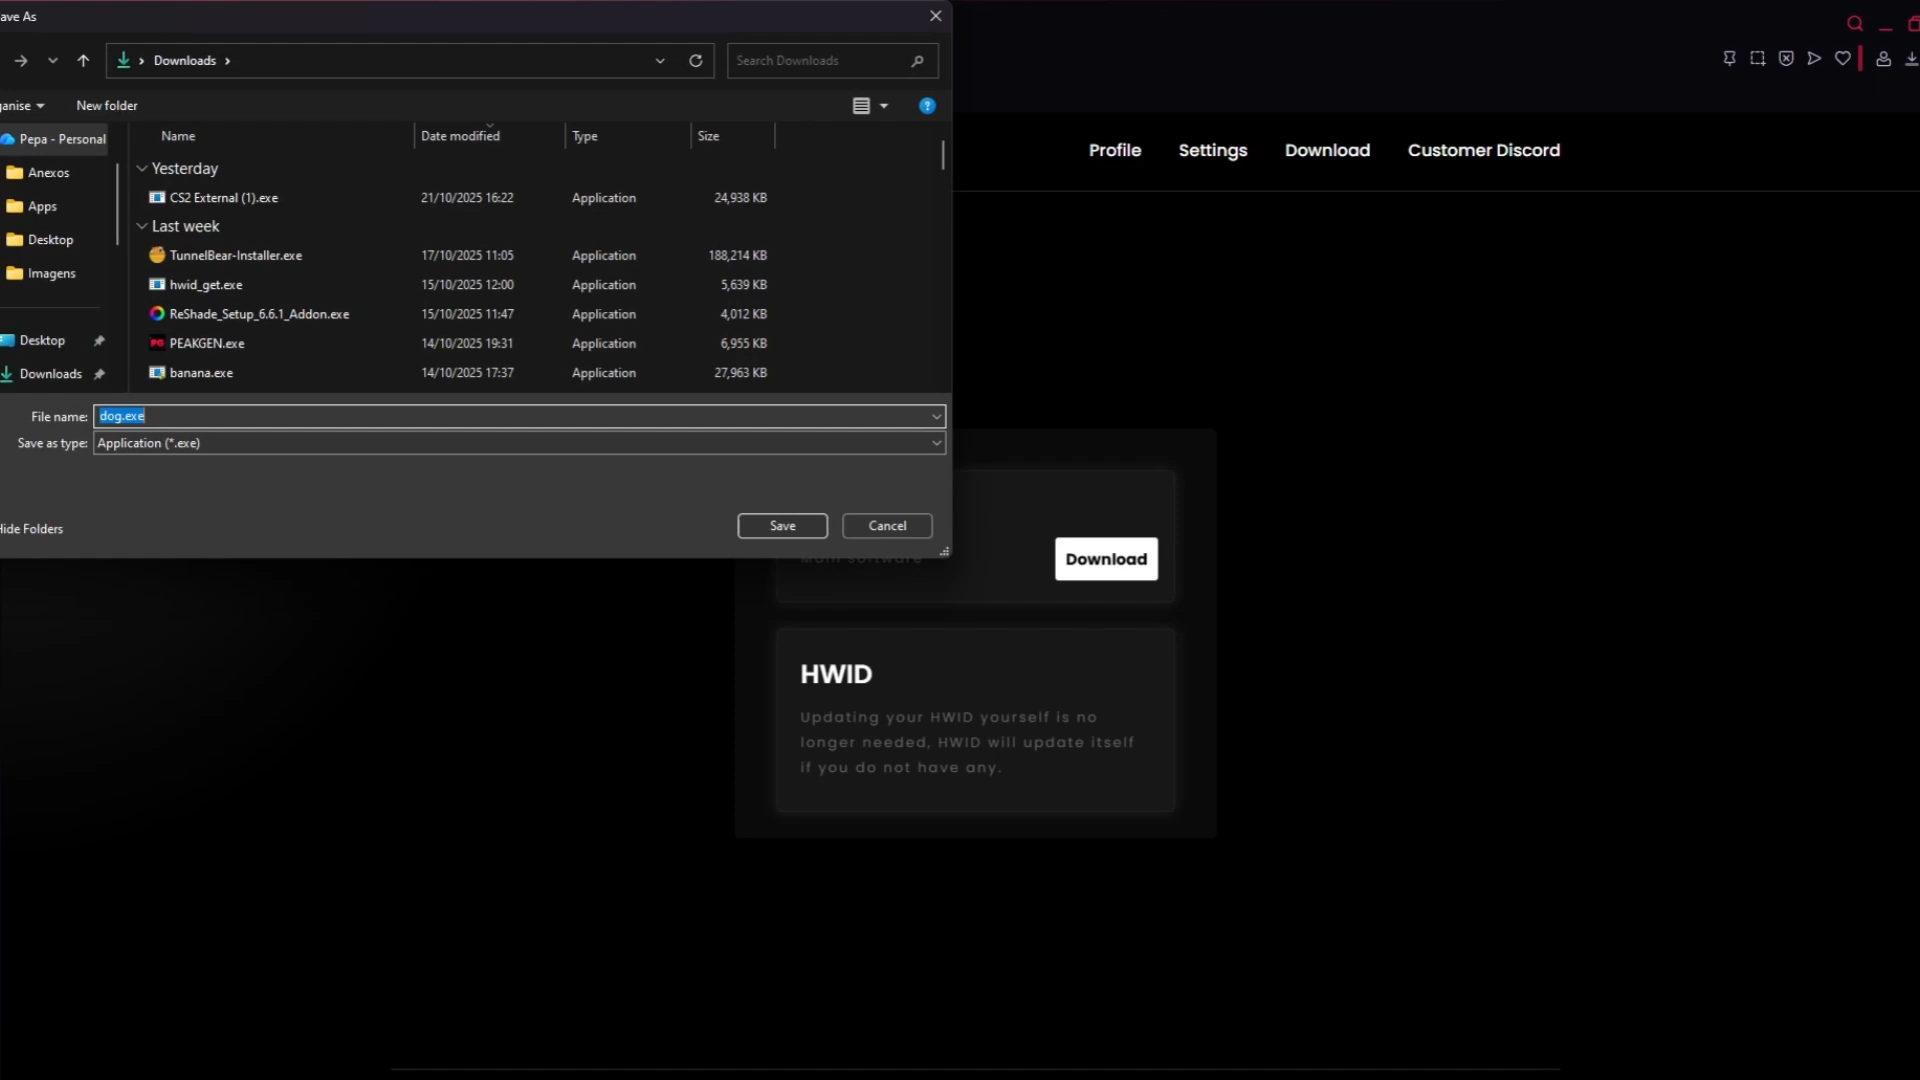 ave As
Downloads
Search Downloads
anise
New folder
Name Date modified Type Size
Pepa - Personal
Anexos
Apps
Desktop
Imagens
Desktop
Downloads
Yesterday
CS2 External (1).exe 21/10/2025 16:22 Application 24,938 KB
Last week
TunnelBear-Installer.exe 17/10/2025 11:05 Application 188,214 KB
hwid_get.exe 15/10/2025 12:00 Application 5,639 KB
ReShade_Setup_6.6.1_Addon.exe 15/10/2025 11:47 Application 4,012 KB
PEAKGEN.exe 14/10/2025 19:31 Application 6,955 KB
banana.exe 14/10/2025 17:37 Application 27,963 KB
File name: dog.exe
Save as type: Application (*.exe)
Hide Folders
Save
Cancel
Profile Settings Download Customer Discord
Main software
Download
HWID
Updating your HWID yourself is no
longer needed, HWID will update itself
if you do not have any.